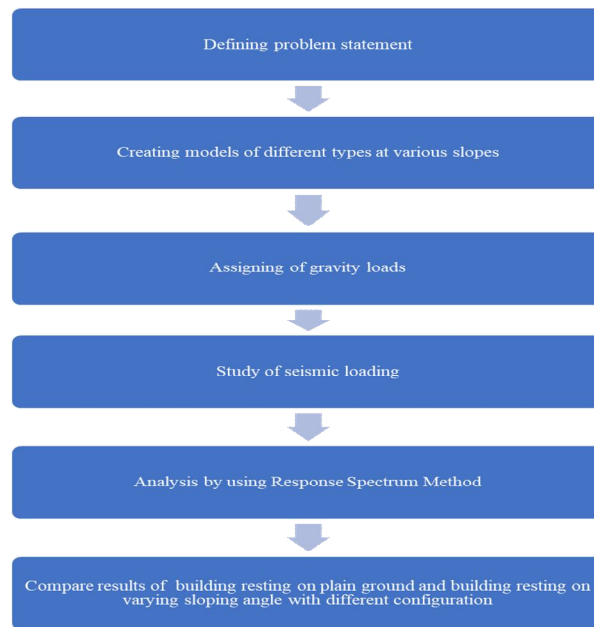 Defining problem statement
Creating models of different types at various slopes
Assigning of gravity loads
Study of seismic loading
Analysis by using Response Spectrum Method
Compare results of building resting on plain ground and building resting on
varying sloping angle with different configuration